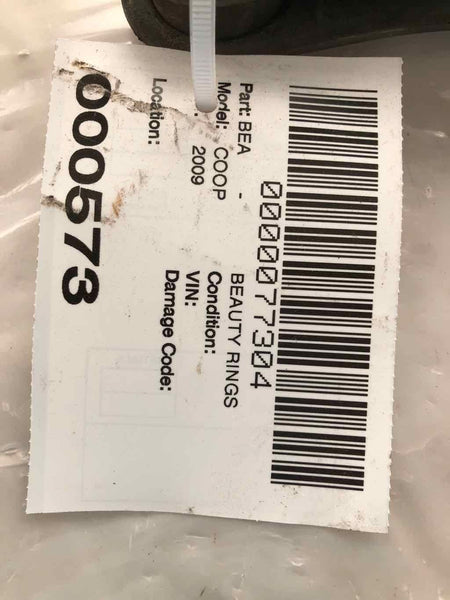 0000077304
Part: BEA - BEAUTY RINGS
Model: COOP Condition:
: 2009 VIN:
Damage Code:
Location:
000573